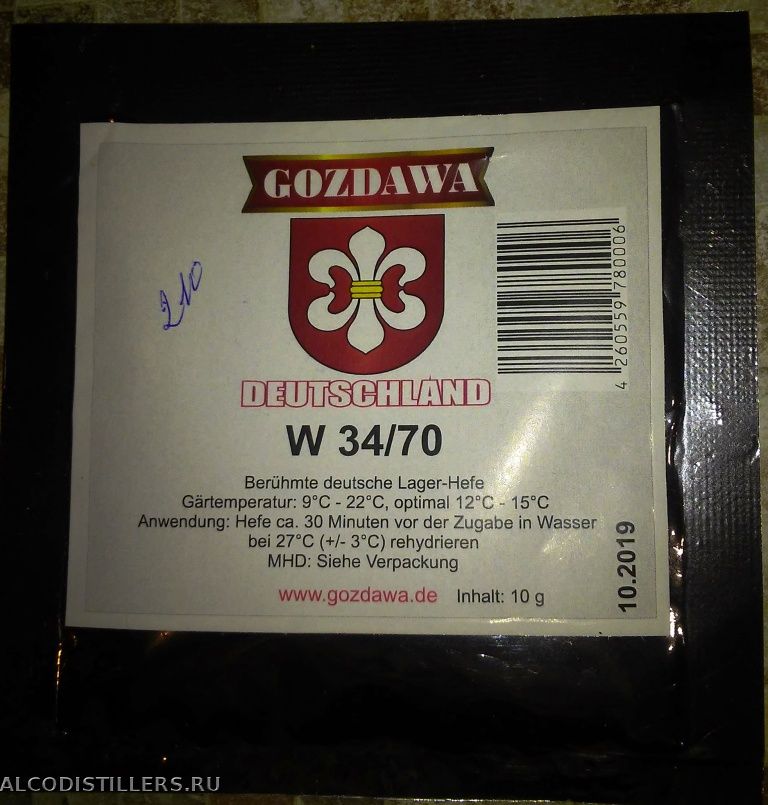 GOZDAWA
210
4 260559 780006
DEUTSCHLAND
W 34/70
Berühmte deutsche Lager-Hefe
Gärtemperatur: 9°C - 22°C, optimal 12°C - 15°C
Anwendung: Hefe ca. 30 Minuten vor der Zugabe in Wasser
bei 27°C (+/- 3°C) rehydrieren
MHD: Siehe Verpackung
www.gozdawa.de Inhalt: 10 g
10.2019
ALCODISTILLERS.RU